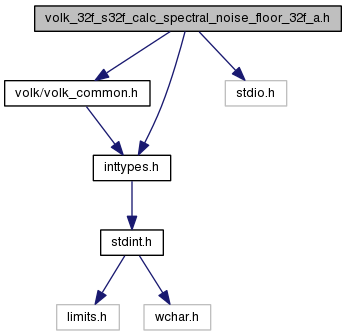 volk_32f_s32f_calc_spectral_noise_floor_32f_a.h
volk/volk_common.h
stdio.h
inttypes.h
stdint.h
limits.h
wchar.h